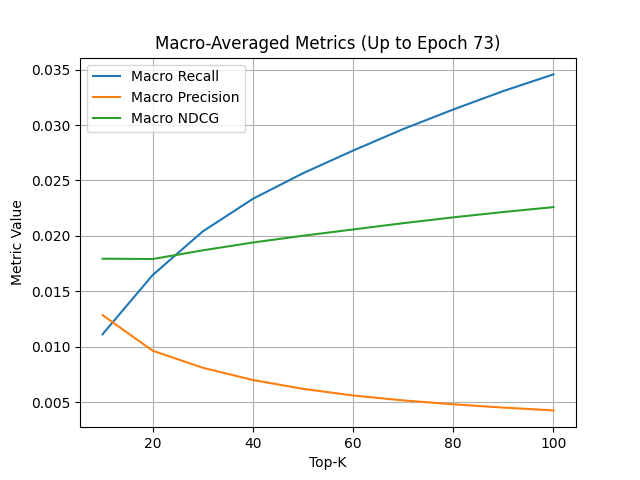 Macro-Averaged Metrics (Up to Epoch 73)
Macro Recall
Macro Precision
Macro NDCG
0.035
0.030
0.025
0.020
0.015
0.010
0.005
Metric Value
20
40
60
80
100
Top-K